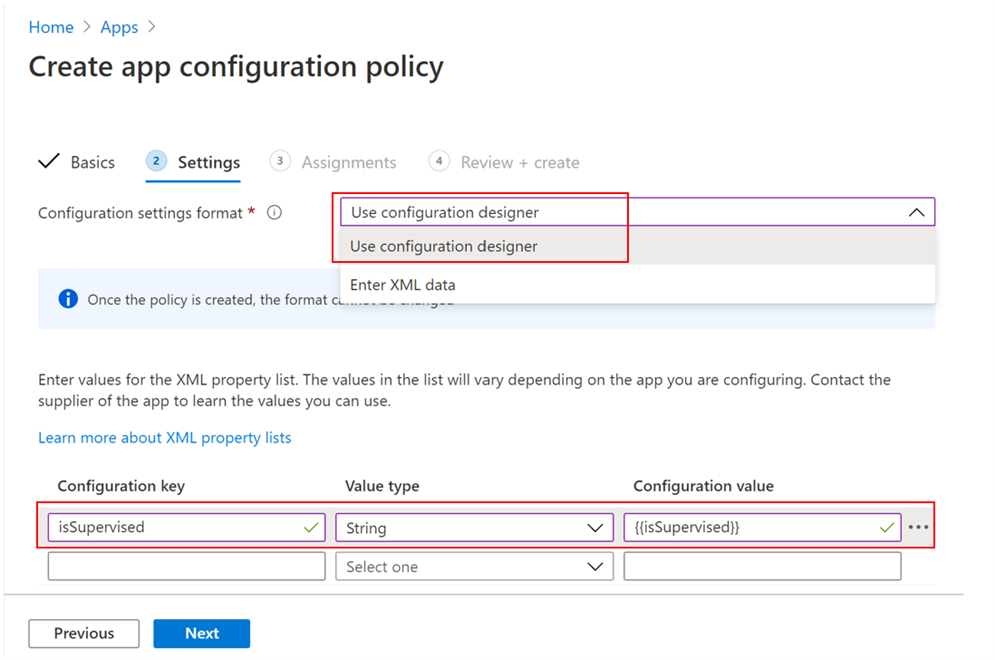 Home > Apps >
Create app configuration policy
Basics 2 Settings 3 Assignments 4 Review + create
Configuration settings format * Use configuration designer
Use configuration designer
Enter XML data
Once the policy is created, the format cannot be changed
Enter values for the XML property list. The values in the list will vary depending on the app you are configuring. Contact the
supplier of the app to learn the values you can use.
Learn more about XML property lists
Configuration key Value type Configuration value
isSupervised String {{isSupervised}} •••
Select one
Previous Next